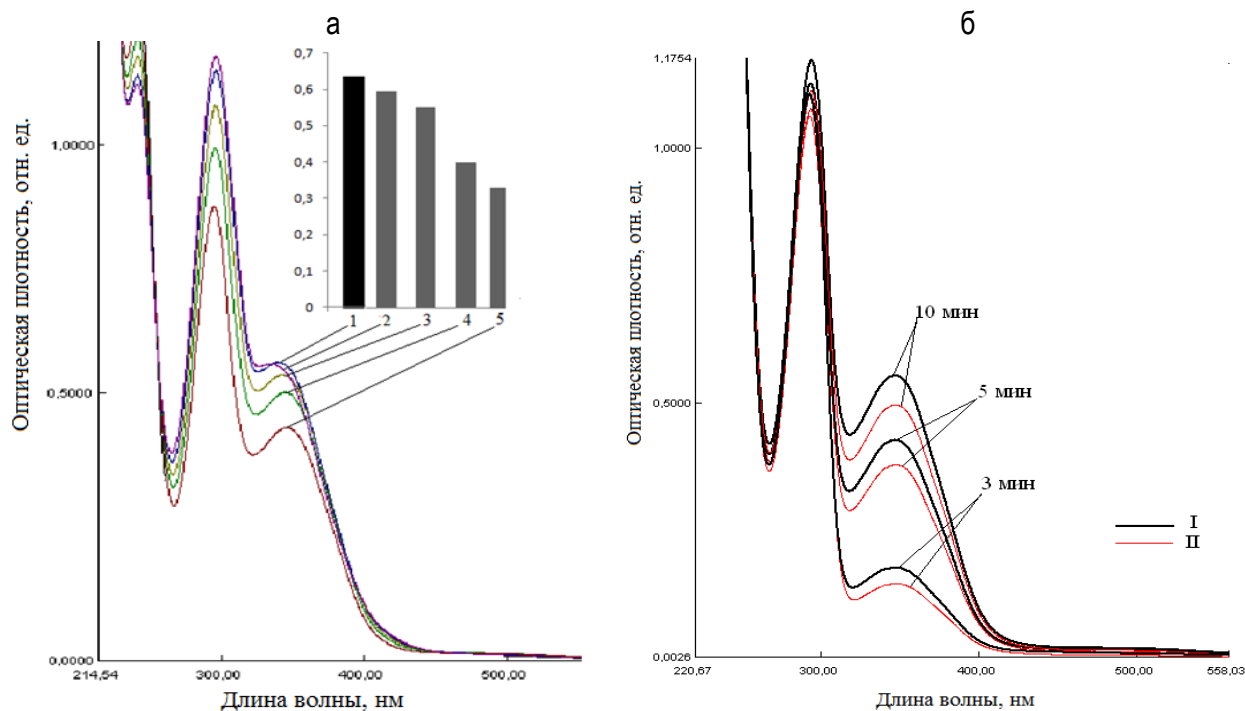 а
Оптическая плотность, отн. ед.
1,0000
0,5000
0,0000
214,54
300,00
400,00
500,00
Длина волны, нм
0,7
0,6
0,5
0,4
0,3
0,2
0,1
0
1 2 3 4 5
б
Оптическая плотность, отн. ед.
1,1754
1,0000
0,5000
0,0026
220,67
300,00
400,00
500,00
556,03
Длина волны, нм
10 мин
5 мин
3 мин
I
II